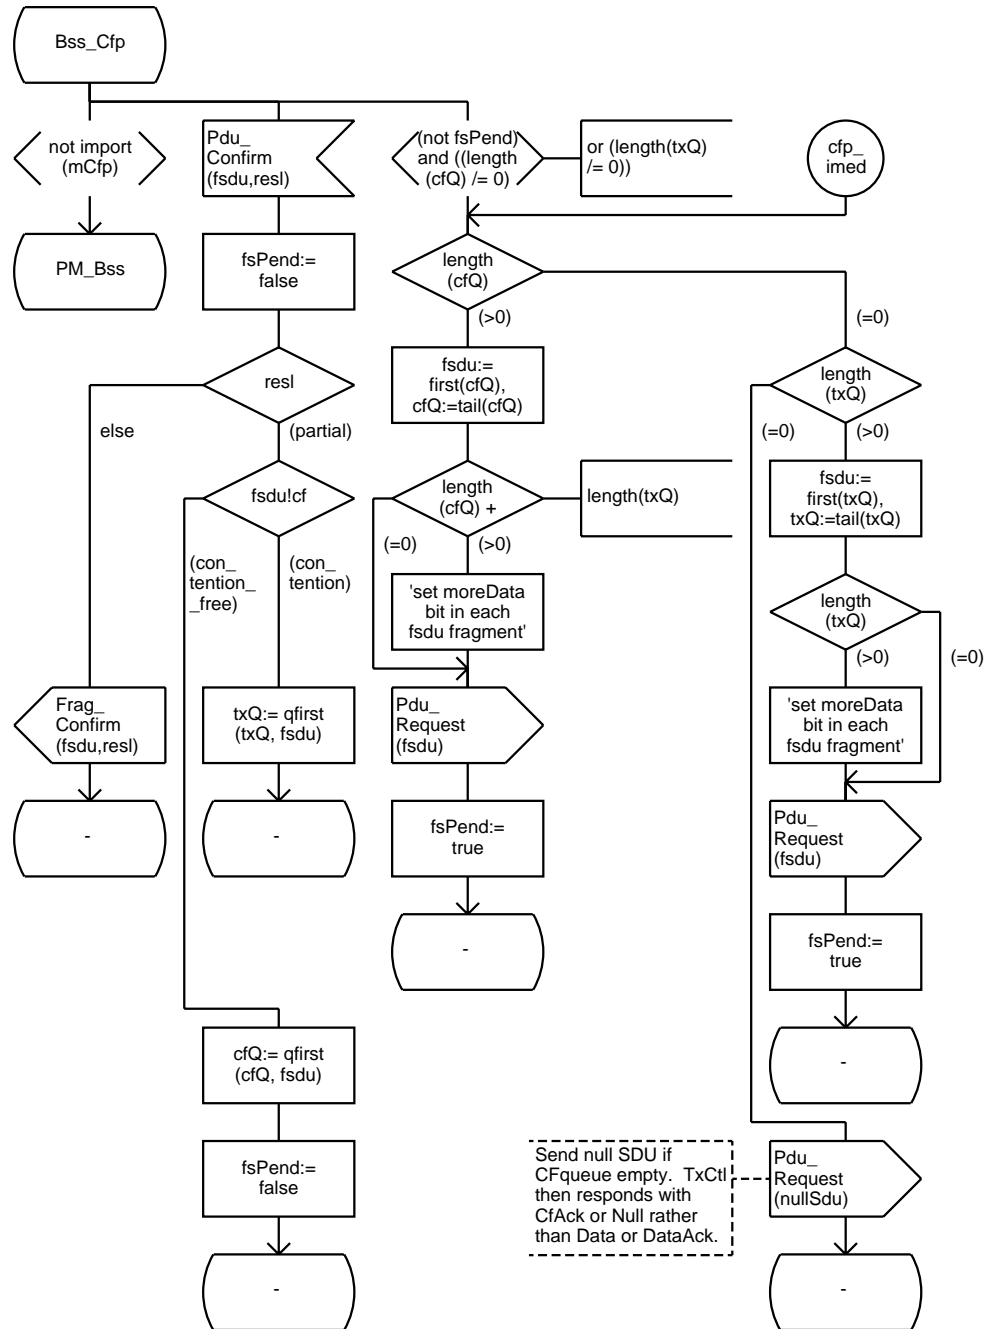 Bss_Cfp
not import
(mCfp)
PM_Bss
Pdu_
Confirm
(fsdu,resl)
fsPend:=
false
resl
else
(partial)
fsdu!cf
(con_
tention_
_free)
(con_
tention)
Frag_
Confirm
(fsdu,resl)
-
txQ:= qfirst
(txQ, fsdu)
-
cfQ:= qfirst
(cfQ, fsdu)
fsPend:=
false
-
(not fsPend)
and ((length
(cfQ) /= 0)
or (length(txQ)
/= 0))
cfp_
imed
length
(cfQ)
(>0)
(=0)
fsdu:=
first(cfQ),
cfQ:=tail(cfQ)
length
(cfQ) +
length(txQ)
(=0)
(>0)
'set moreData
bit in each
fsdu fragment'
Pdu_
Request
(fsdu)
fsPend:=
true
-
length
(txQ)
(=0)
(>0)
fsdu:=
first(txQ),
txQ:=tail(txQ)
length
(txQ)
(>0)
(=0)
'set moreData
bit in each
fsdu fragment'
Pdu_
Request
(fsdu)
fsPend:=
true
-
Send null SDU if
CFqueue empty. TxCtl
then responds with
CfAck or Null rather
than Data or DataAck.
Pdu_
Request
(nullSdu)
-